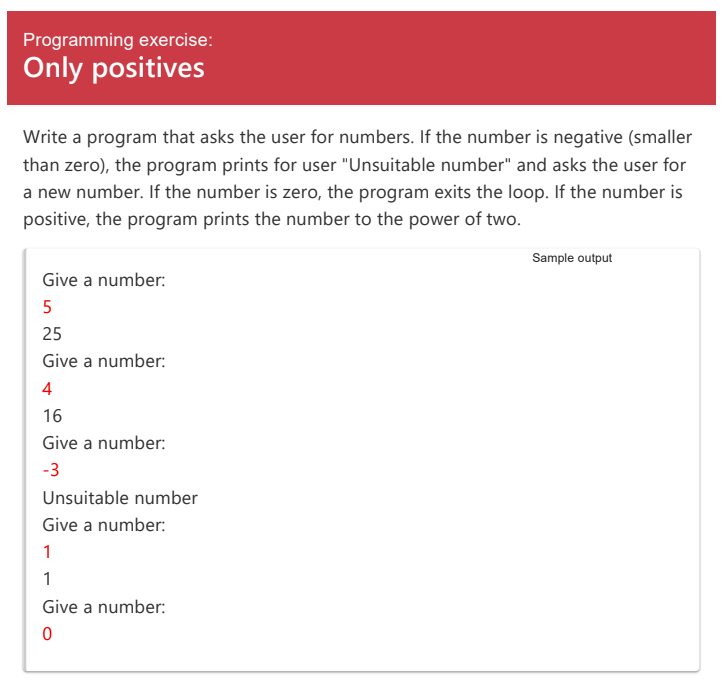 Programming exercise:
Only positives
Write a program that asks the user for numbers. If the number is negative (smaller
than zero), the program prints for user "Unsuitable number" and asks the user for
a new number. If the number is zero, the program exits the loop. If the number is
positive, the program prints the number to the power of two.
Sample output
Give a number:
5
25
Give a number:
4
16
Give a number:
-3
Unsuitable number
Give a number:
1
1
Give a number:
0